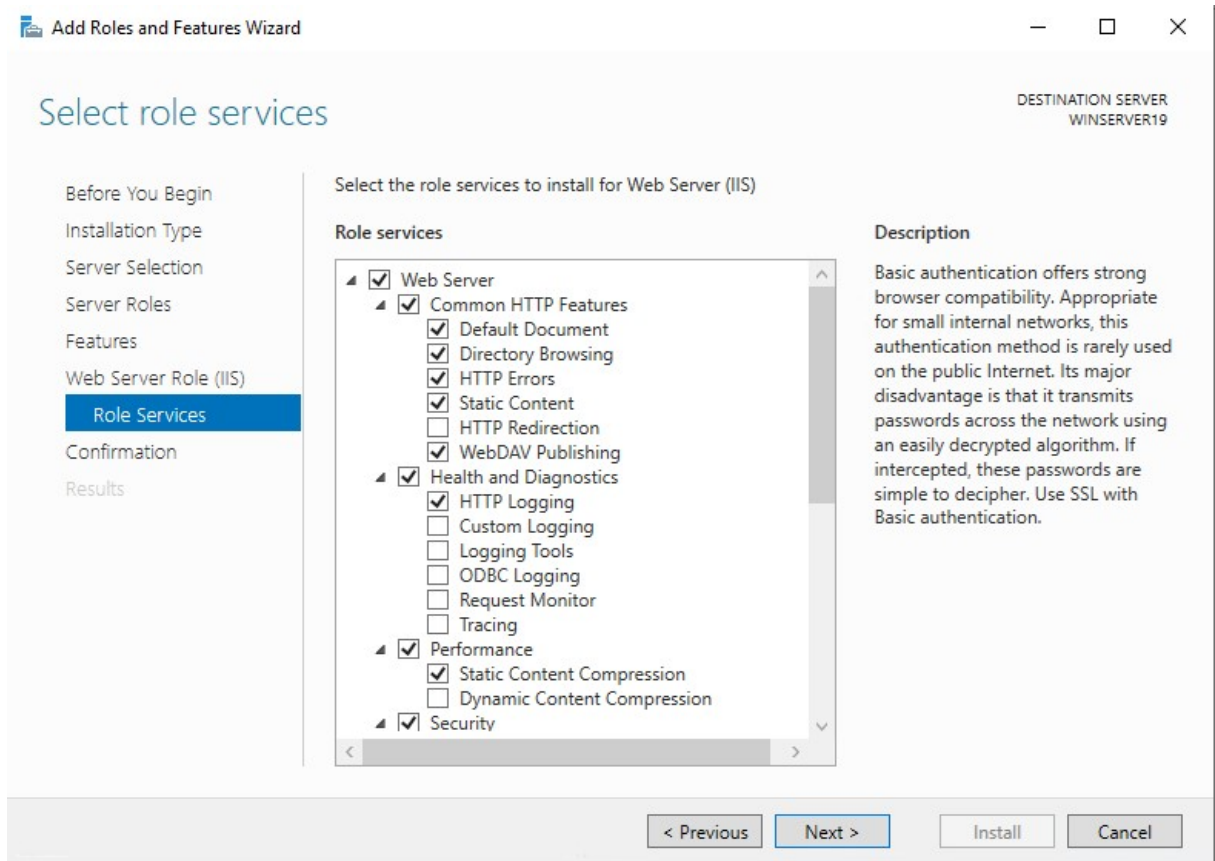 Add Roles and Features Wizard
Select role services
DESTINATION SERVER
WINSERVER19
Before You Begin
Installation Type
Server Selection
Server Roles
Features
Web Server Role (IIS)
Role Services
Confirmation
Results
Select the role services to install for Web Server (IIS)
Role services
Web Server
Common HTTP Features
Default Document
Directory Browsing
HTTP Errors
Static Content
HTTP Redirection
WebDAV Publishing
Health and Diagnostics
HTTP Logging
Custom Logging
Logging Tools
ODBC Logging
Request Monitor
Tracing
Performance
Static Content Compression
Dynamic Content Compression
Security
Description
Basic authentication offers strong
browser compatibility. Appropriate
for small internal networks, this
authentication method is rarely used
on the public Internet. Its major
disadvantage is that it transmits
passwords across the network using
an easily decrypted algorithm. If
intercepted, these passwords are
simple to decipher. Use SSL with
Basic authentication.
< Previous
Next >
Install
Cancel